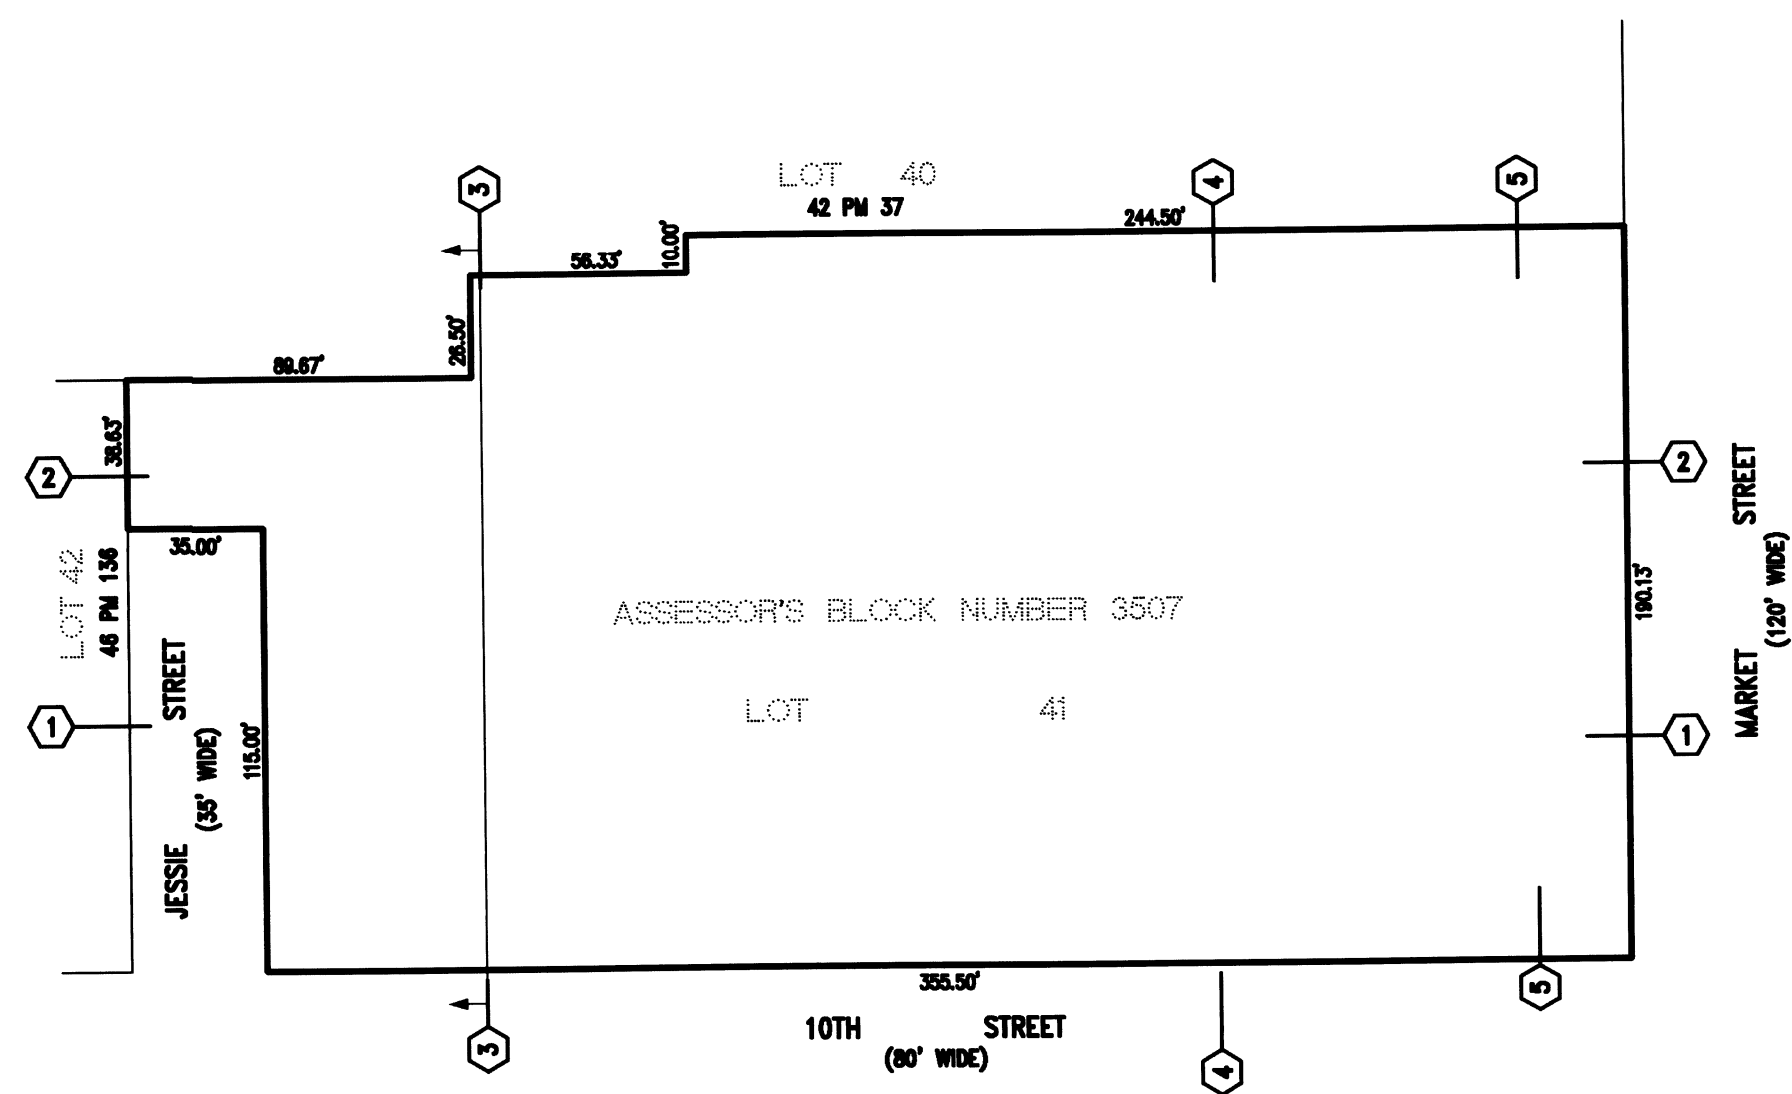 LOT 40
42 PM 37
3
4
5
244.50'
10.00'
56.33'
26.50'
89.67'
38.63'
2
2
35.00'
LOT 42
46 PM 136
ASSESSOR'S BLOCK NUMBER 3507
LOT 41
190.13'
MARKET STREET
(120' WIDE)
1
1
115.00'
JESSIE STREET
(35' WIDE)
355.50'
10TH STREET
(80' WIDE)
3
4
5